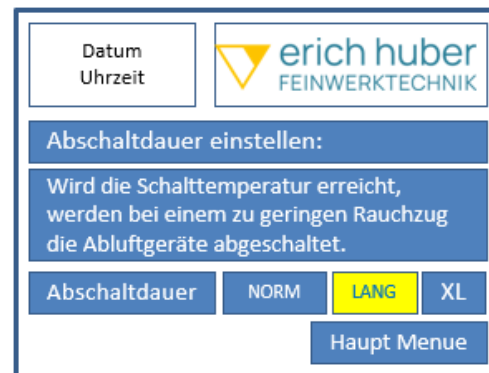 Datum
Uhrzeit
erich huber
FEINWERKTECHNIK
Abschaltdauer einstellen:
Wird die Schalttemperatur erreicht,
werden bei einem zu geringen Rauchzug
die Abluftgeräte abgeschaltet.
Abschaltdauer NORM LANG XL
Haupt Menue